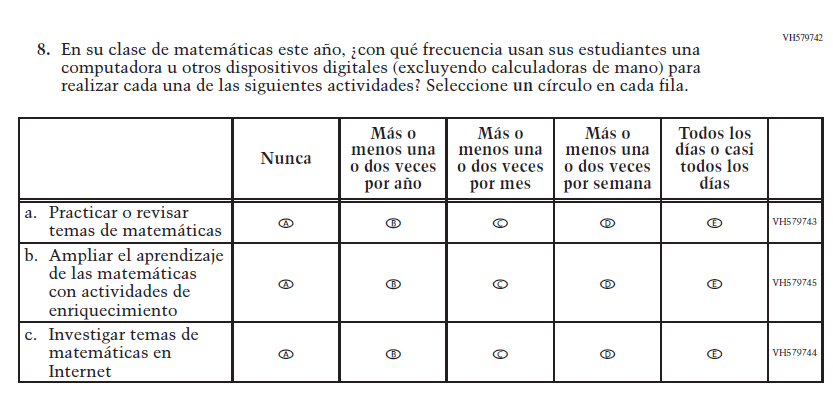 VH579742
8. En su clase de matemáticas este año, ¿con qué frecuencia usan sus estudiantes una
computadora u otros dispositivos digitales (excluyendo calculadoras de mano) para
realizar cada una de las siguientes actividades? Seleccione un círculo en cada fila.
Nunca
Más o
menos una
o dos veces
por año
Más o
menos una
o dos veces
por mes
Más o
menos una
o dos veces
por semana
Todos los
días o casi
todos los
días
a. Practicar o revisar
temas de matemáticas
A B C D E VH579743
b. Ampliar el aprendizaje
de las matemáticas
con actividades de
enriquecimiento
A B C D E VH579745
c. Investigar temas de
matemáticas en
Internet
A B C D E VH579744